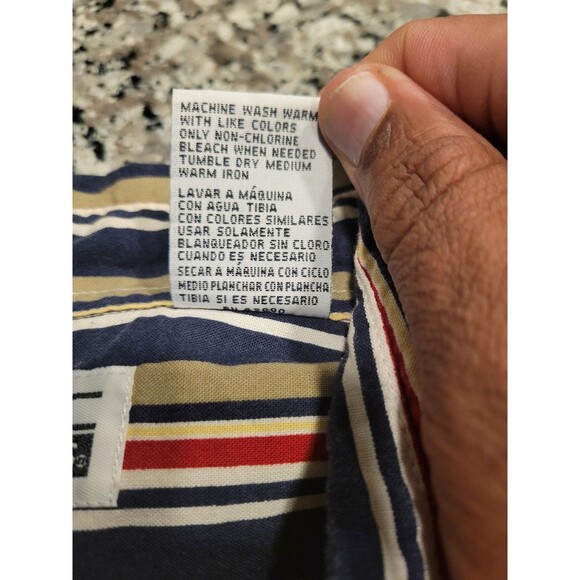 MACHINE WASH WARM
WITH LIKE COLORS
ONLY NON-CHLORINE
BLEACH WHEN NEEDED
TUMBLE DRY MEDIUM
WARM IRON
LAVAR A MÁQUINA
CON AGUA TIBIA
CON COLORES SIMILARES
USAR SOLAMENTE
BLANQUEADOR SIN CLORO
CUANDO ES NECESARIO
SECAR A MÁQUINA CON CICLO
MEDIO PLANCHAR CON PLANCHA
TIBIA SI ES NECESARIO